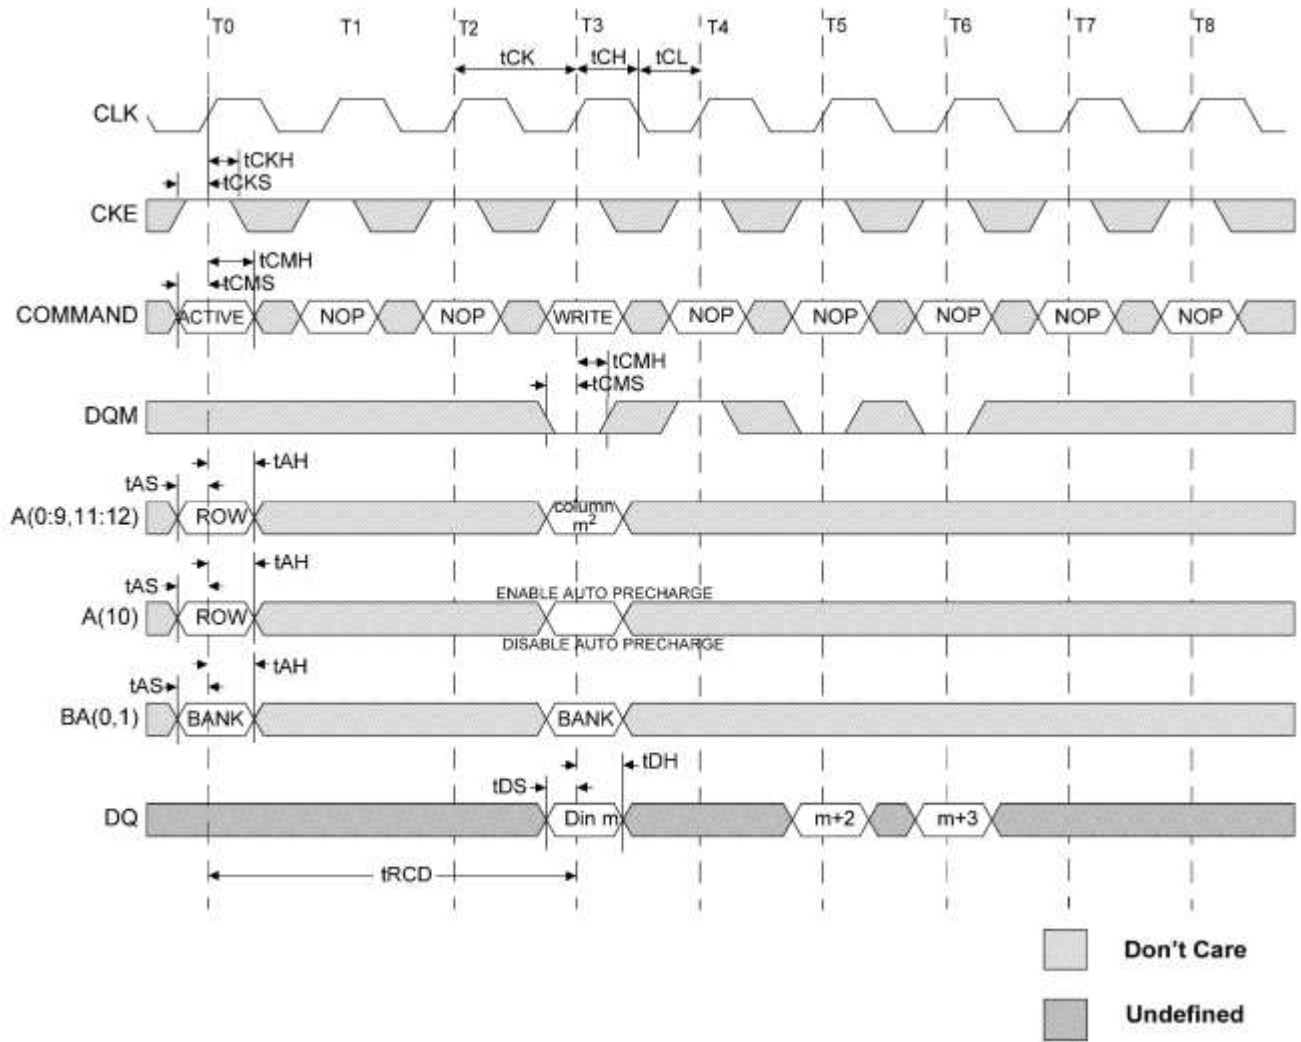 T0 T1 T2 T3 T4 T5 T6 T7 T8
tCK tCH tCL
CLK
tCKH
tCKS
CKE
tCMH
tCMS
COMMAND ACTIVE NOP NOP WRITE NOP NOP NOP NOP NOP
tCMH
tCMS
DQM
tAH
tAS
A(0:9,11:12) ROW column
m2
tAH
tAS
ENABLE AUTO PRECHARGE
A(10) ROW
DISABLE AUTO PRECHARGE
tAH
tAS
BA(0,1) BANK BANK
tDH
tDS
DQ Din m m+2 m+3
tRCD
Don't Care
Undefined